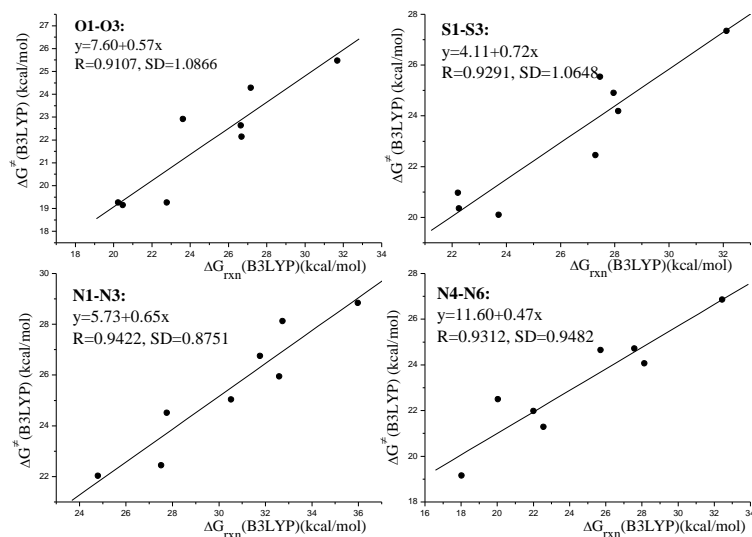 O1-O3:
y=7.60+0.57x
R=0.9107, SD=1.0866
ΔG≠(B3LYP) (kcal/mol)
27
26
25
24
23
22
21
20
19
18
18 20 22 24 26 28 30 32 34
ΔGrxn(B3LYP)(kcal/mol)
S1-S3:
y=4.11+0.72x
R=0.9291, SD=1.0648
ΔG≠(B3LYP) (kcal/mol)
28
26
24
22
20
22 24 26 28 30 32
ΔGrxn(B3LYP)(kcal/mol)
N1-N3:
y=5.73+0.65x
R=0.9422, SD=0.8751
ΔG≠(B3LYP) (kcal/mol)
30
28
26
24
22
24 26 28 30 32 34 36
ΔGrxn(B3LYP)(kcal/mol)
N4-N6:
y=11.60+0.47x
R=0.9312, SD=0.9482
ΔG≠(B3LYP) (kcal/mol)
28
26
24
22
20
18
16 18 20 22 24 26 28 30 32 34
ΔGrxn(B3LYP)(kcal/mol)